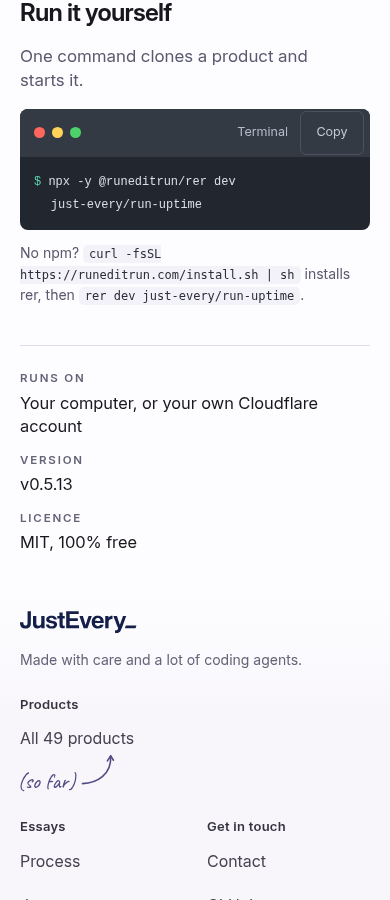 Run it yourself
One command clones a product and
starts it.
Terminal Copy
$ npx -y @runeditrun/rer dev
just-every/run-uptime
No npm? curl -fsSL
https://runeditrun.com/install.sh | sh installs
rer, then rer dev just-every/run-uptime.
RUNS ON
Your computer, or your own Cloudflare
account
VERSION
v0.5.13
LICENCE
MIT, 100% free
JustEvery_
Made with care and a lot of coding agents.
Products
All 49 products
(so far)
Essays Get in touch
Process Contact